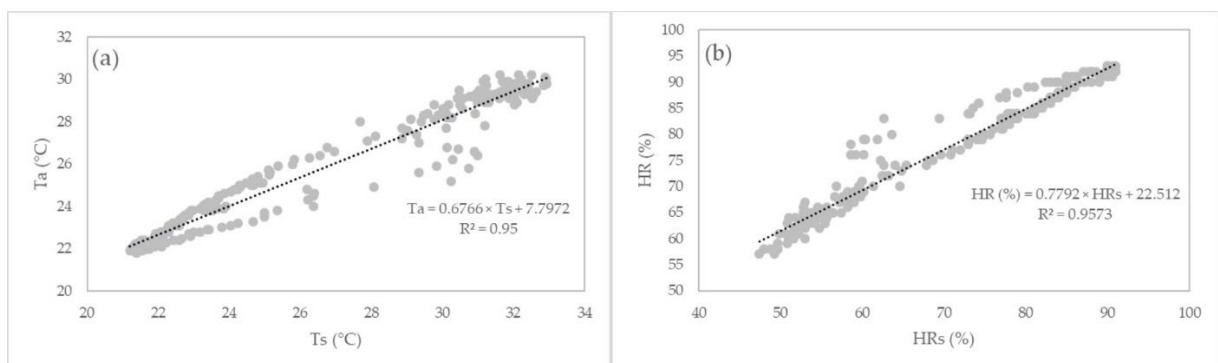 (a)
32
30
28
26
24
22
20
Ta (°C)
Ta = 0.6766 × Ts + 7.7972
R² = 0.95
20 22 24 26 28 30 32 34
Ts (°C)
(b)
100
95
90
85
80
75
70
65
60
55
50
HR (%)
HR (%) = 0.7792 × HRs + 22.512
R² = 0.9573
40 50 60 70 80 90 100
HRs (%)